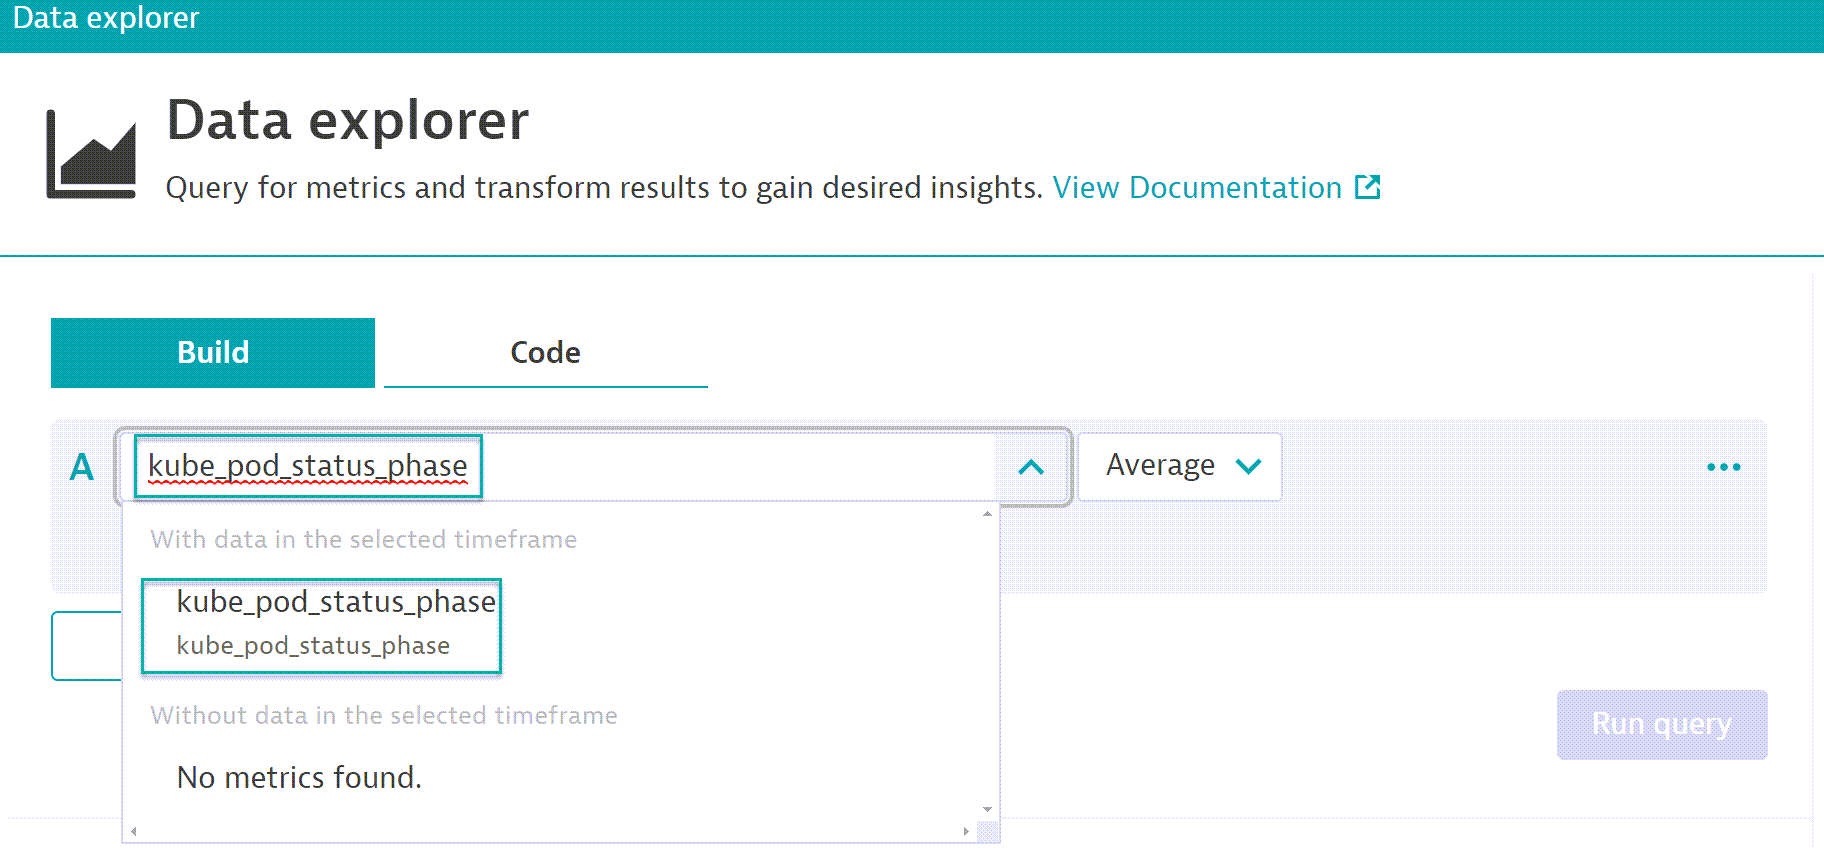 Data explorer
Data explorer
Query for metrics and transform results to gain desired insights. View Documentation
Build
Code
A
kube_pod_status_phase
Average
With data in the selected timeframe
kube_pod_status_phase
kube_pod_status_phase
Without data in the selected timeframe
Run query
No metrics found.